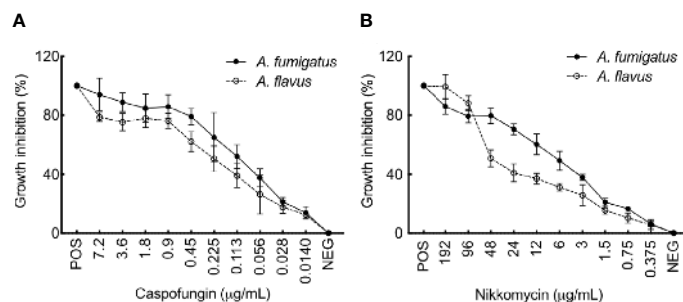 A
120
80
40
0
Growth inhibition (%)
A. fumigatus
A. flavus
POS
7.2
3.6
1.8
0.9
0.45
0.225
0.113
0.056
0.028
0.0140
NEG
Caspofungin (µg/mL)
B
120
80
40
0
Growth inhibition (%)
A. fumigatus
A. flavus
POS
192
96
48
24
12
6
3
1.5
0.75
0.375
NEG
Nikkomycin (µg/mL)